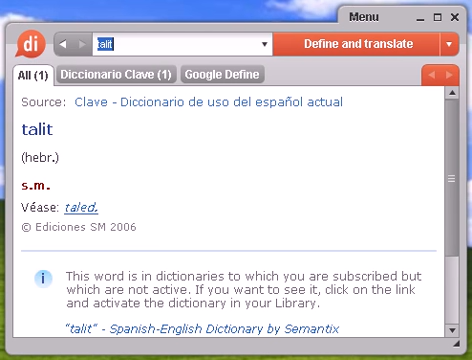 Menu
di
talit
Define and translate
All (1)
Diccionario Clave (1)
Google Define
Source: Clave - Diccionario de uso del español actual
talit
(hebr.)
s.m.
Véase: taled.
© Ediciones SM 2006
i
This word is in dictionaries to which you are subscribed but
which are not active. If you want to see it, click on the link
and activate the dictionary in your Library.
"talit" - Spanish-English Dictionary by Semantix